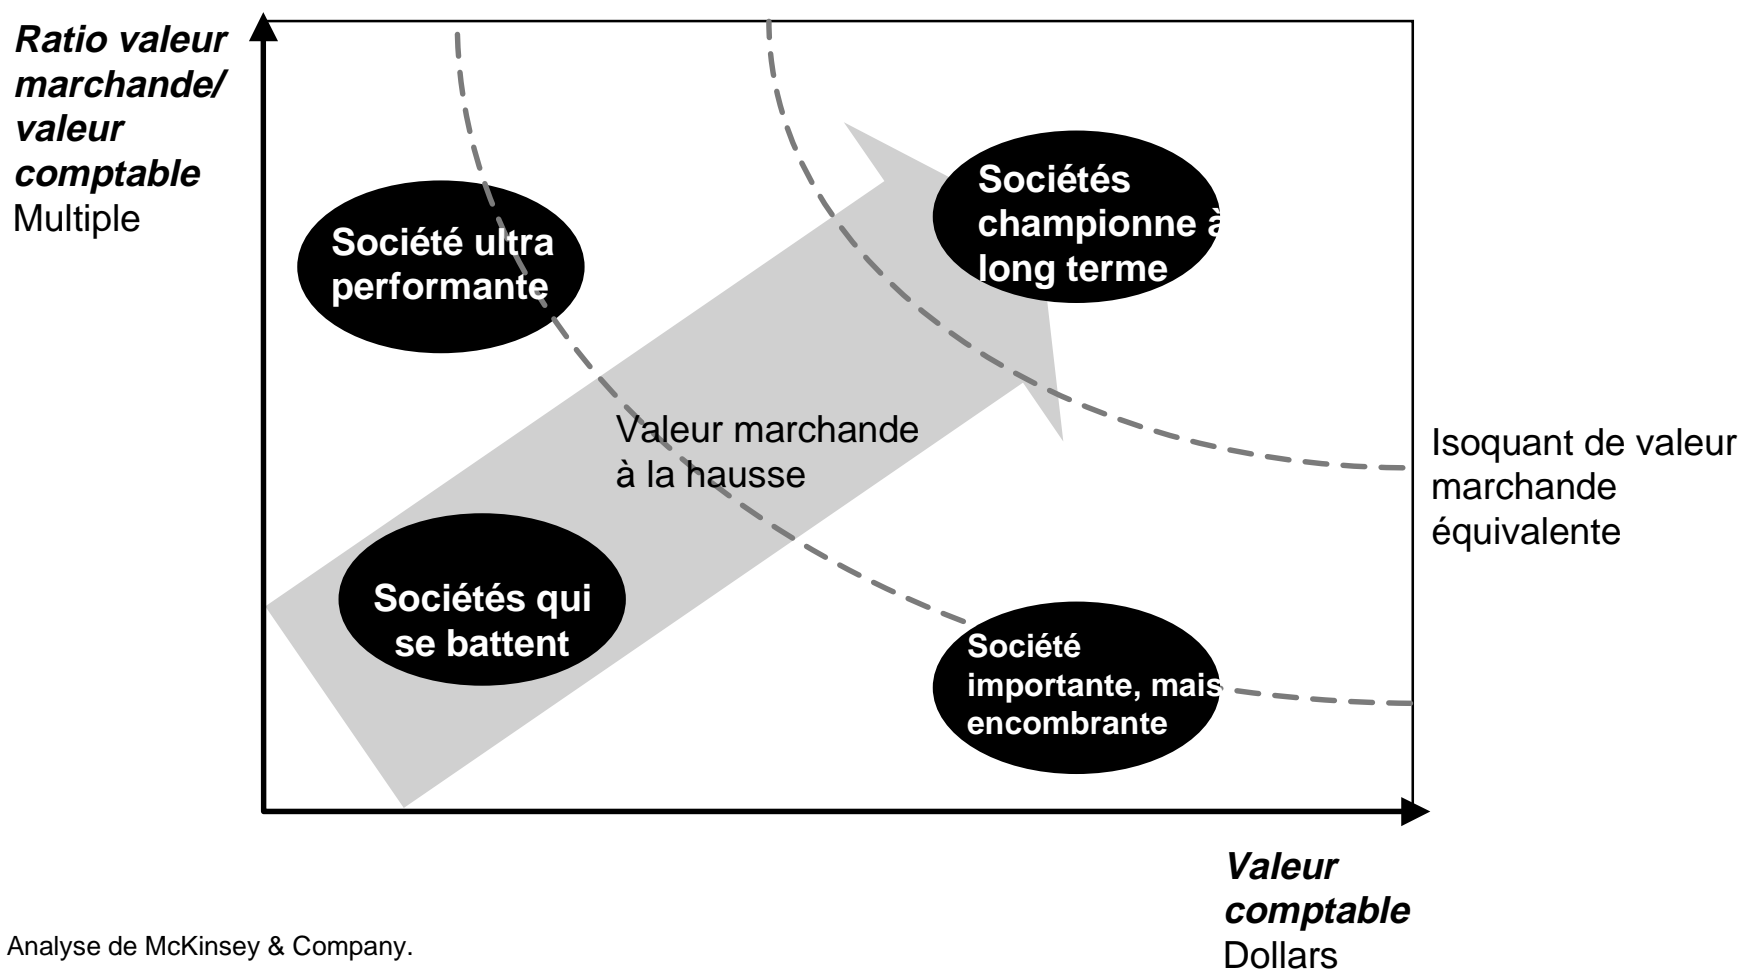 Ratio valeur
marchande/
valeur
comptable
Multiple
Société ultra
performante
Sociétés
championne à
long terme
Valeur marchande
à la hausse
Isoquant de valeur
marchande
équivalente
Sociétés qui
se battent
Société
importante, mais
encombrante
Valeur
comptable
Dollars
Analyse de McKinsey & Company.